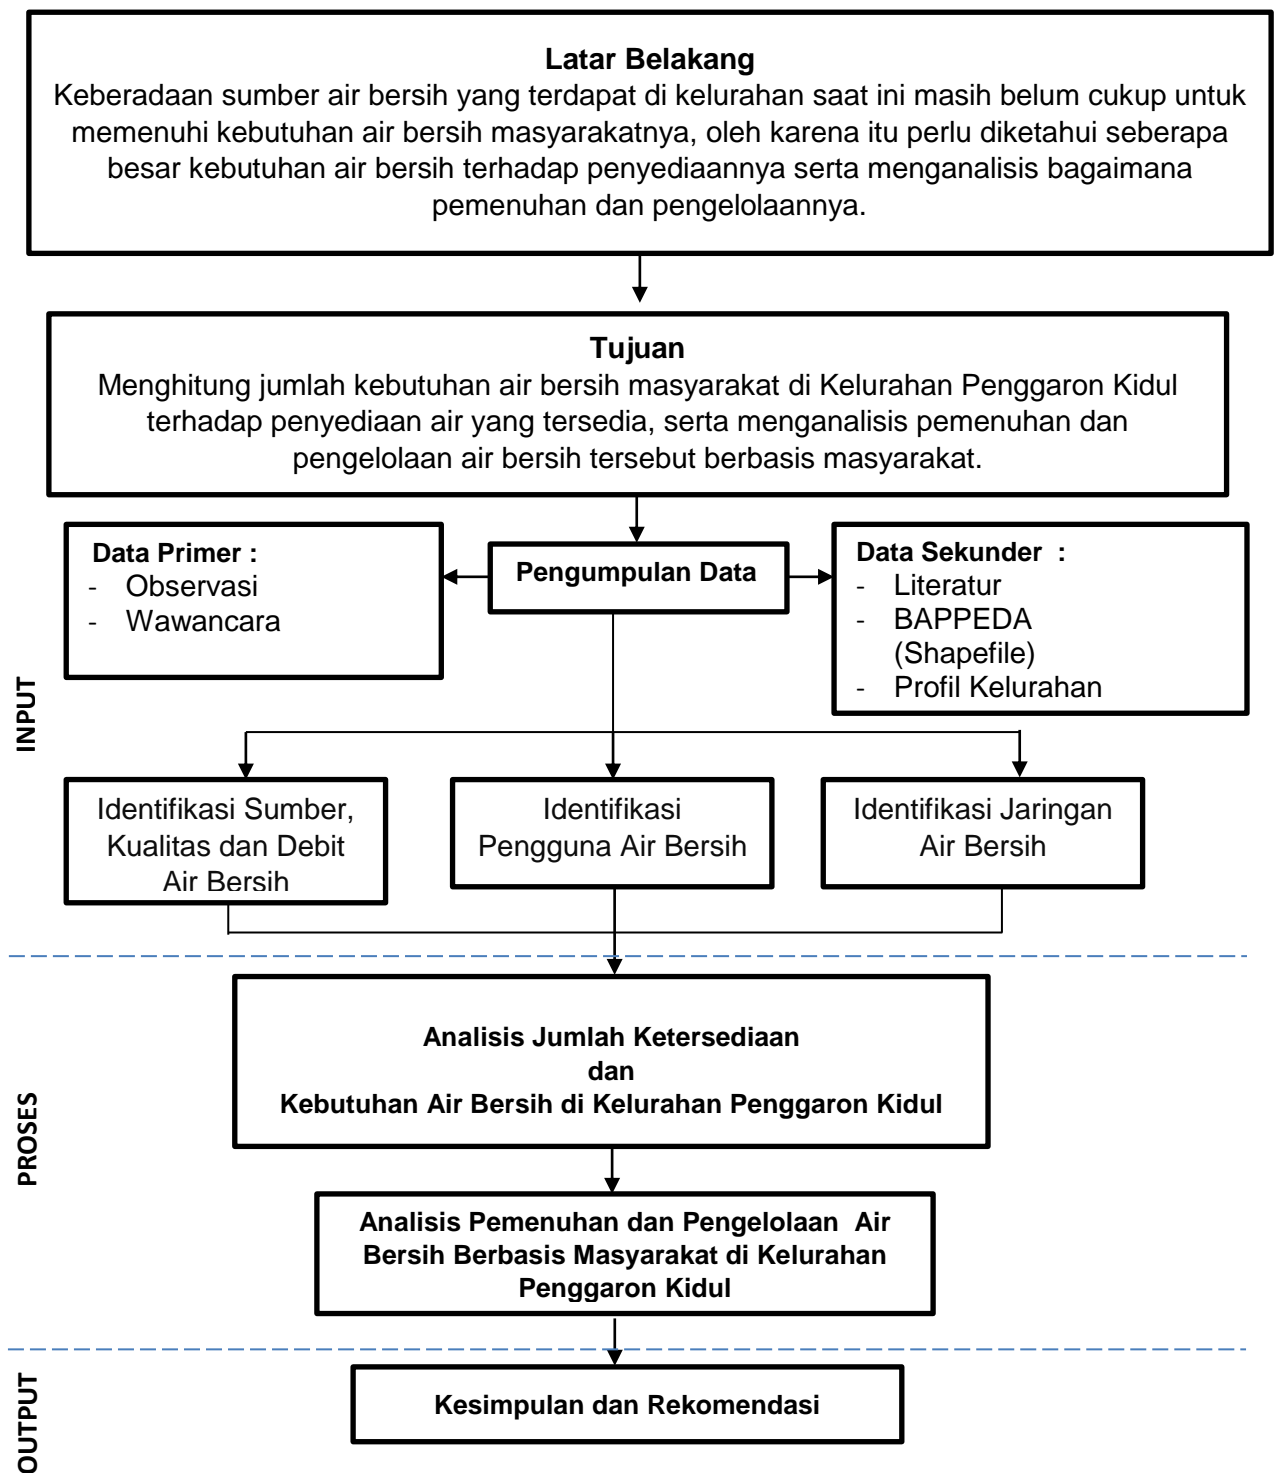 Latar Belakang
Keberadaan sumber air bersih yang terdapat di kelurahan saat ini masih belum cukup untuk
memenuhi kebutuhan air bersih masyarakatnya, oleh karena itu perlu diketahui seberapa
besar kebutuhan air bersih terhadap penyediaannya serta menganalisis bagaimana
pemenuhan dan pengelolaannya.
Tujuan
Menghitung jumlah kebutuhan air bersih masyarakat di Kelurahan Penggaron Kidul
terhadap penyediaan air yang tersedia, serta menganalisis pemenuhan dan
pengelolaan air bersih tersebut berbasis masyarakat.
Data Primer :
- Observasi
- Wawancara
Pengumpulan Data
Data Sekunder :
- Literatur
- BAPPEDA
(Shapefile)
- Profil Kelurahan
INPUT
Identifikasi Sumber,
Kualitas dan Debit
Air Bersih
Identifikasi
Pengguna Air Bersih
Identifikasi Jaringan
Air Bersih
PROSES
Analisis Jumlah Ketersediaan
dan
Kebutuhan Air Bersih di Kelurahan Penggaron Kidul
Analisis Pemenuhan dan Pengelolaan Air
Bersih Berbasis Masyarakat di Kelurahan
Penggaron Kidul
OUTPUT
Kesimpulan dan Rekomendasi